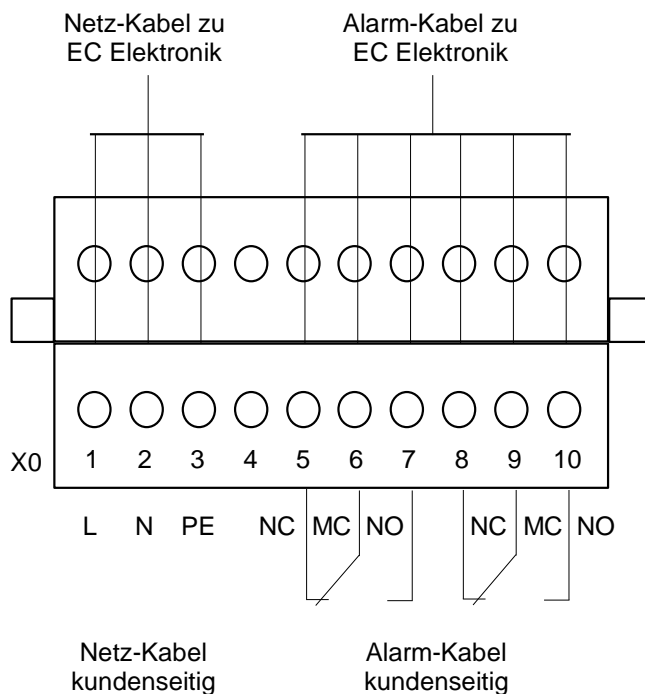 Netz-Kabel zu
EC Elektronik
Alarm-Kabel zu
EC Elektronik
X0 1 2 3 4 5 6 7 8 9 10
L N PE NC MC NO NC MC NO
Netz-Kabel
kundenseitig
Alarm-Kabel
kundenseitig